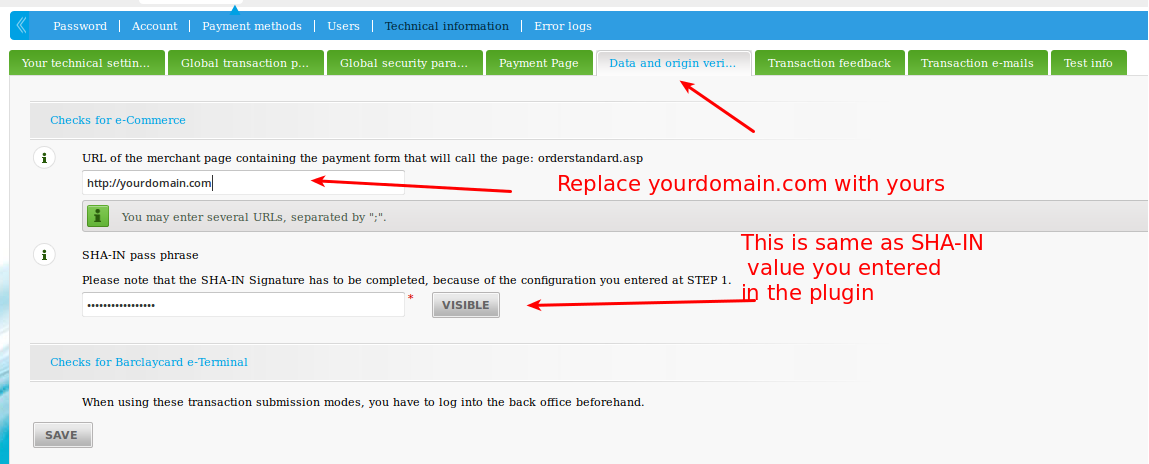 Password | Account | Payment methods | Users | Technical information | Error logs
Your technical settin... Global transaction p... Global security para... Payment Page Data and origin veri... Transaction feedback Transaction e-mails Test info
Checks for e-Commerce
URL of the merchant page containing the payment form that will call the page: orderstandard.asp
http://yourdomain.com
Replace yourdomain.com with yours
You may enter several URLs, separated by ";".
This is same as SHA-IN
value you entered
in the plugin
SHA-IN pass phrase
Please note that the SHA-IN Signature has to be completed, because of the configuration you entered at STEP 1.
••••••••••••••••• * VISIBLE
Checks for Barclaycard e-Terminal
When using these transaction submission modes, you have to log into the back office beforehand.
SAVE